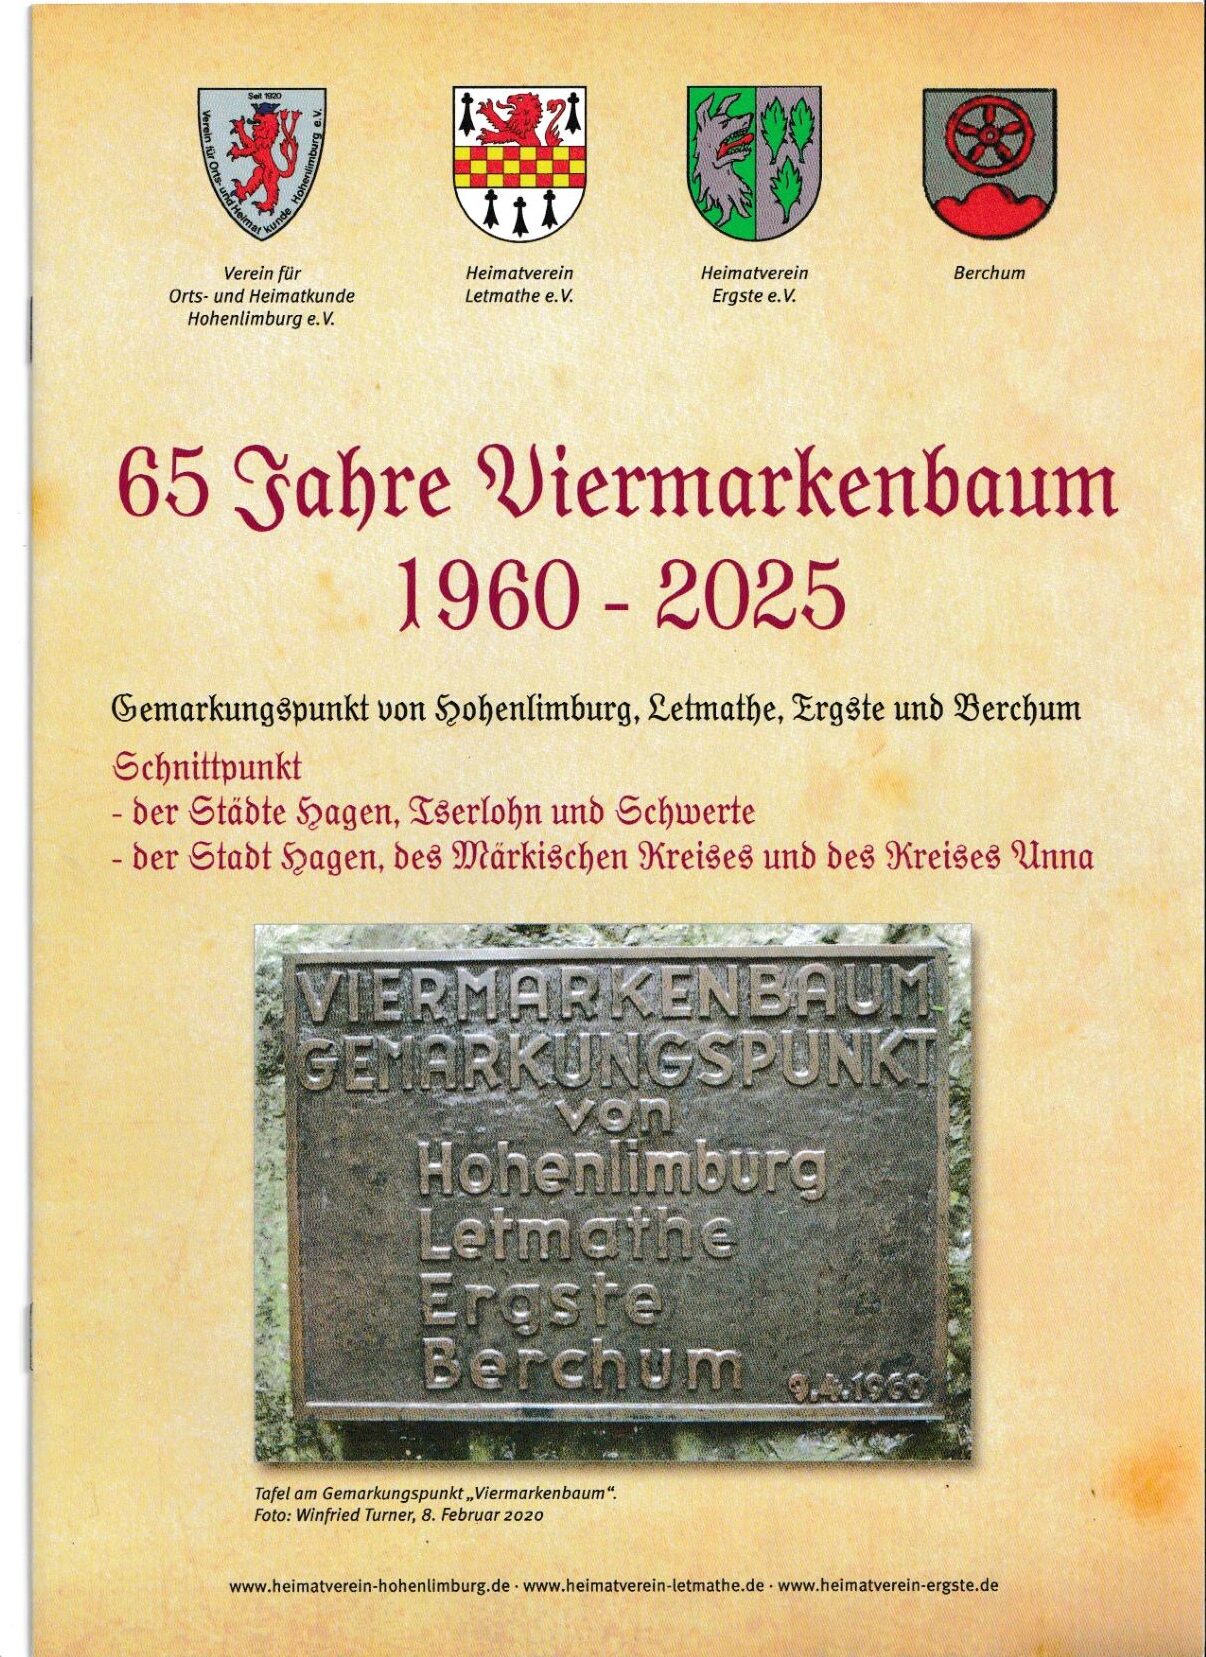 Seit 1920
Verein für Orts- und Heimatkunde Hohenlimburg e.V.
Verein für
Orts- und Heimatkunde
Hohenlimburg e.V.
Heimatverein
Letmathe e.V.
Heimatverein
Ergste e.V.
Berchum
65 Jahre Viermarkenbaum
1960 - 2025
Gemarkungspunkt von Hohenlimburg, Letmathe, Ergste und Berchum
Schnittpunkt
- der Städte Hagen, Iserlohn und Schwerte
- der Stadt Hagen, des Märkischen Kreises und des Kreises Unna
VIERMARKENBAUM
GEMARKUNGSPUNKT
von
Hohenlimburg
Letmathe
Ergste
Berchum
9.4.1960
Tafel am Gemarkungspunkt „Viermarkenbaum“.
Foto: Winfried Turner, 8. Februar 2020
www.heimatverein-hohenlimburg.de · www.heimatverein-letmathe.de · www.heimatverein-ergste.de